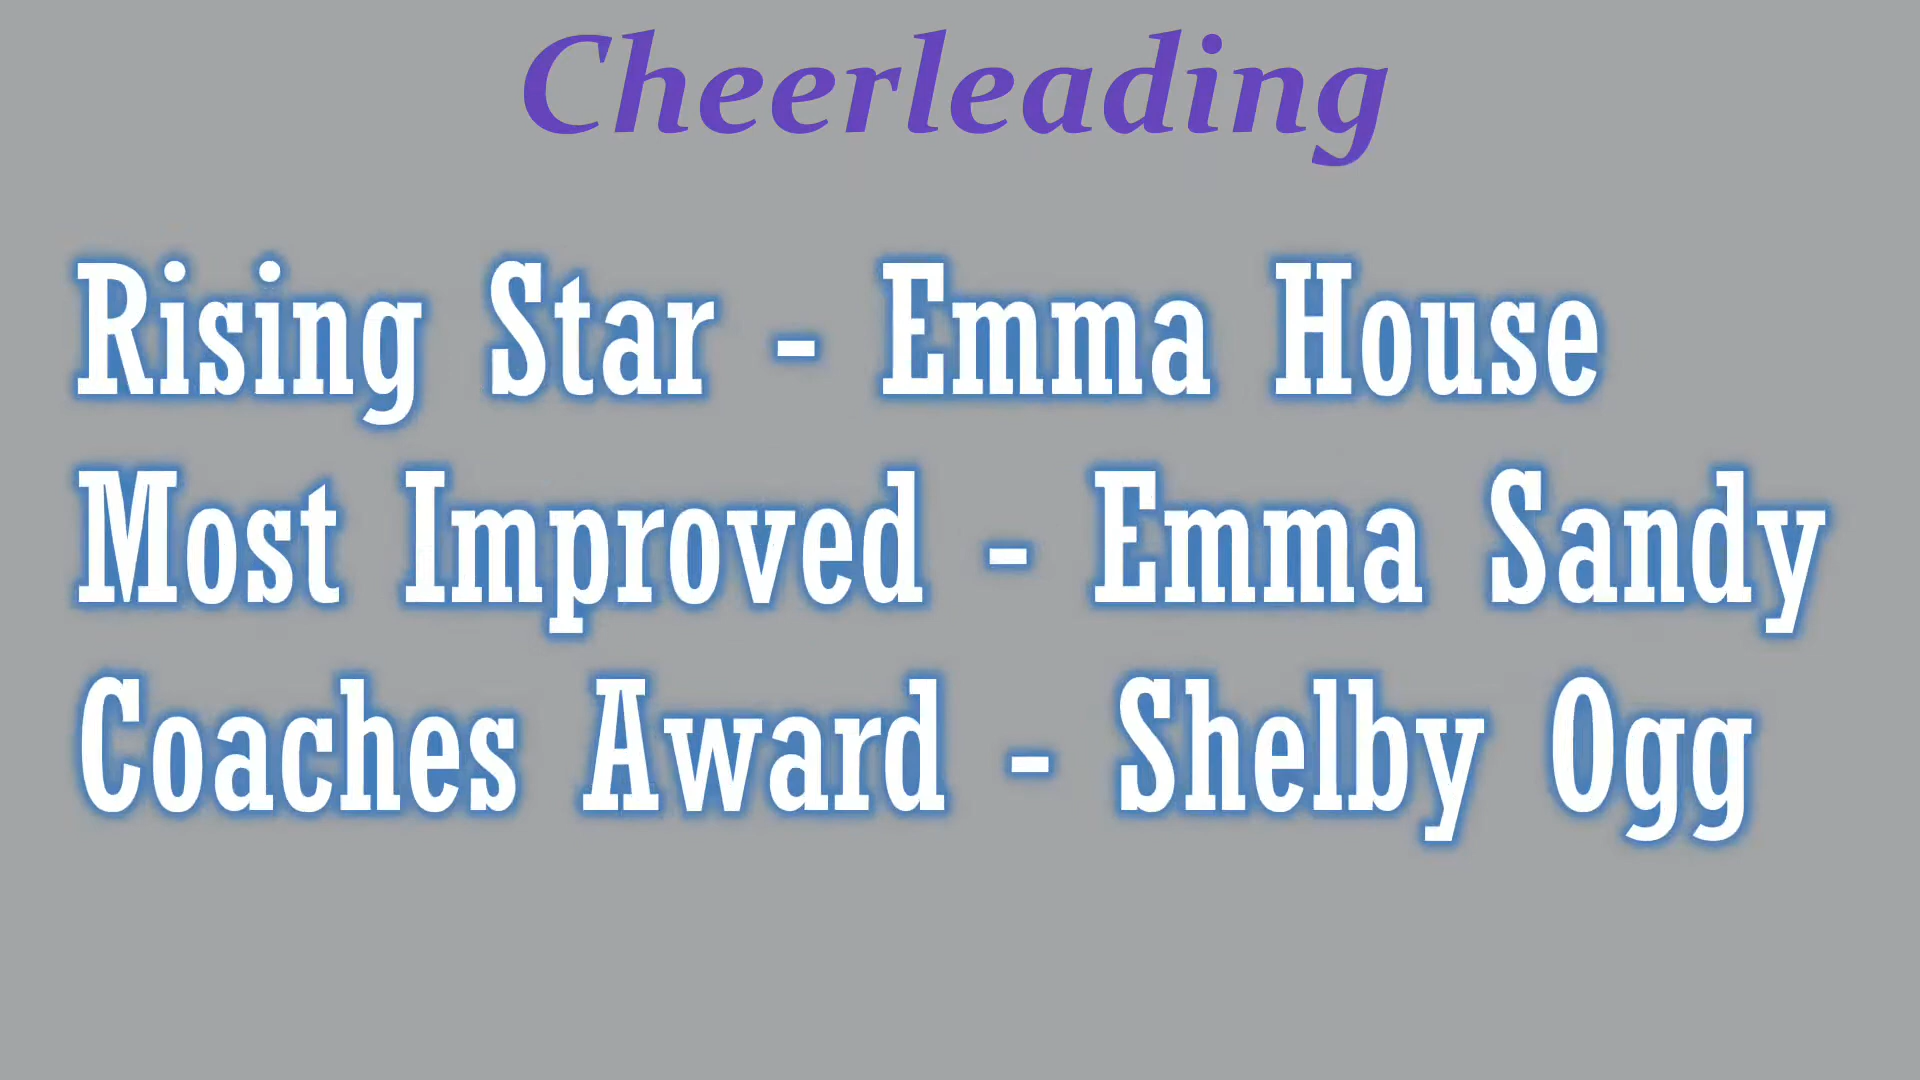 Cheerleading
Rising Star - Emma House
Most Improved - Emma Sandy
Coaches Award - Shelby Ogg